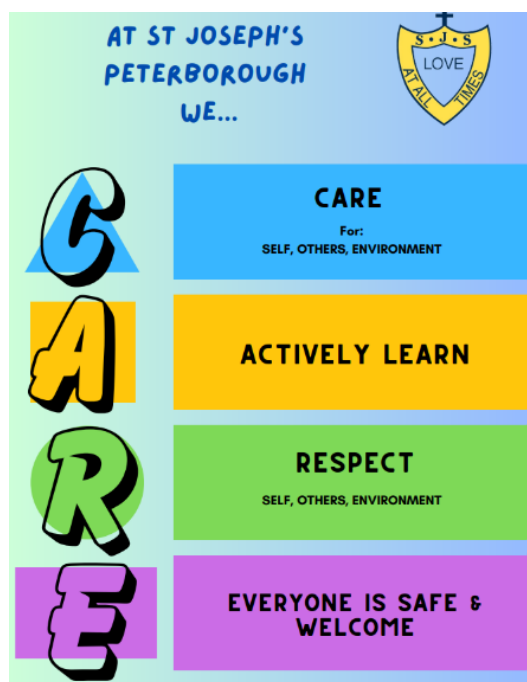 AT ST JOSEPH'S
PETERBOROUGH
WE...
S • J • S
LOVE
AT ALL
TIMES
C
CARE
For:
SELF, OTHERS, ENVIRONMENT
A
ACTIVELY LEARN
R
RESPECT
SELF, OTHERS, ENVIRONMENT
E
EVERYONE IS SAFE &
WELCOME